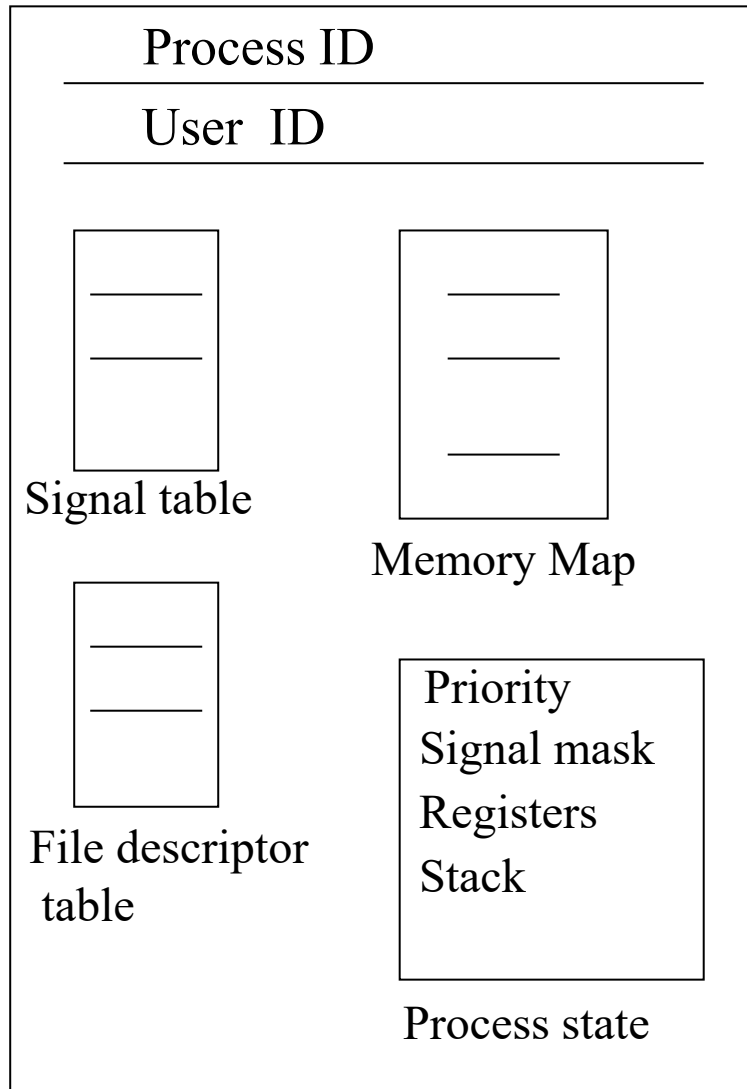 Process ID
User ID
Signal table
Memory Map
File descriptor
table
Priority
Signal mask
Registers
Stack
Process state